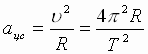 a_цс = υ²/R = 4π²R/T²